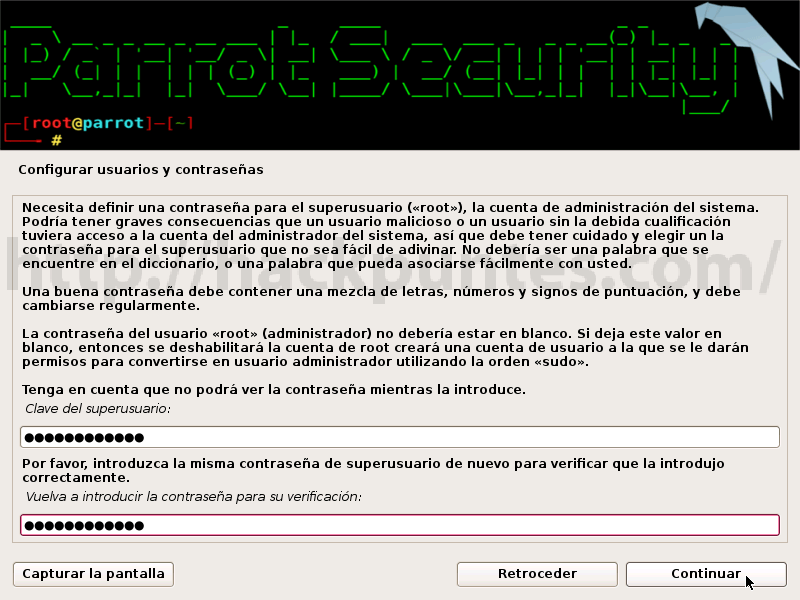 Parrot Security
[root@parrot]-[~]
#
Configurar usuarios y contraseñas
Necesita definir una contraseña para el superusuario («root»), la cuenta de administración del sistema.
Podría tener graves consecuencias que un usuario malicioso o un usuario sin la debida cualificación
tuviera acceso a la cuenta del administrador del sistema, así que debe tener cuidado y elegir un la
contraseña para el superusuario que no sea fácil de adivinar. No debería ser una palabra que se
encuentre en el diccionario, o una palabra que pueda asociarse fácilmente con usted.
http://hackpuntes.com/
Una buena contraseña debe contener una mezcla de letras, números y signos de puntuación, y debe
cambiarse regularmente.
La contraseña del usuario «root» (administrador) no debería estar en blanco. Si deja este valor en
blanco, entonces se deshabilitará la cuenta de root creará una cuenta de usuario a la que se le darán
permisos para convertirse en usuario administrador utilizando la orden «sudo».
Tenga en cuenta que no podrá ver la contraseña mientras la introduce.
Clave del superusuario:
●●●●●●●●●●●●
Por favor, introduzca la misma contraseña de superusuario de nuevo para verificar que la introdujo
correctamente.
Vuelva a introducir la contraseña para su verificación:
●●●●●●●●●●●●
Capturar la pantalla
Retroceder
Continuar